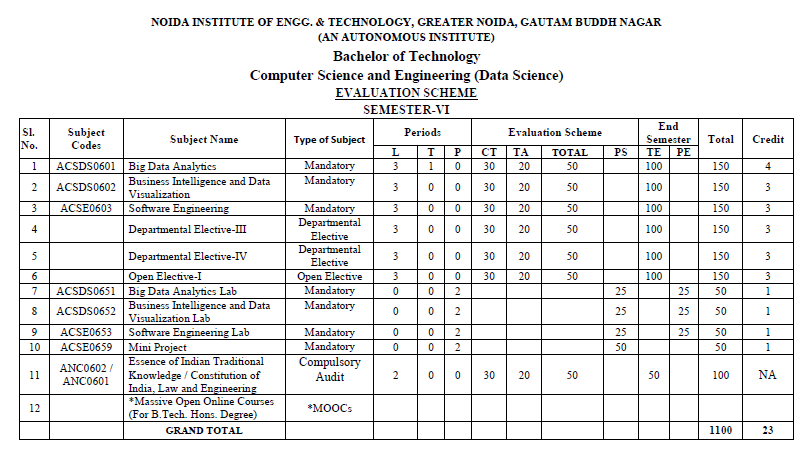 NOIDA INSTITUTE OF ENGG. & TECHNOLOGY, GREATER NOIDA, GAUTAM BUDDH NAGAR
(AN AUTONOMOUS INSTITUTE)
Bachelor of Technology
Computer Science and Engineering (Data Science)
EVALUATION SCHEME
SEMESTER-VI
Sl. No. Subject Codes Subject Name Type of Subject Periods Evaluation Scheme End Semester Total Credit
L T P CT TA TOTAL PS TE PE
1 ACSDS0601 Big Data Analytics Mandatory 3 1 0 30 20 50 100 150 4
2 ACSDS0602 Business Intelligence and Data Mandatory 3 0 0 30 20 50 100 150 3
Visualization
3 ACSE0603 Software Engineering Mandatory 3 0 0 30 20 50 100 150 3
4 Departmental Elective-III Departmental 3 0 0 30 20 50 100 150 3
Elective
5 Departmental Elective-IV Departmental 3 0 0 30 20 50 100 150 3
Elective
6 Open Elective-I Open Elective 3 0 0 30 20 50 100 150 3
7 ACSDS0651 Big Data Analytics Lab Mandatory 0 0 2 25 25 50 1
8 ACSDS0652 Business Intelligence and Data Mandatory 0 0 2 25 25 50 1
Visualization Lab
9 ACSE0653 Software Engineering Lab Mandatory 0 0 2 25 25 50 1
10 ACSE0659 Mini Project Mandatory 0 0 2 50 50 1
11 ANC0602 / Essence of Indian Traditional Compulsory 2 0 0 30 20 50 50 100 NA
ANC0601 Knowledge / Constitution of Audit
India, Law and Engineering
12 *Massive Open Online Courses *MOOCs
(For B.Tech. Hons. Degree)
GRAND TOTAL 1100 23